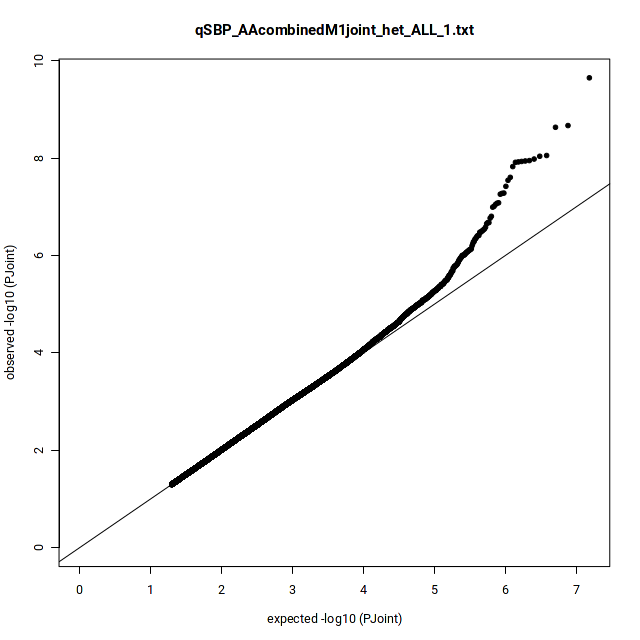 qSBP_AAcombinedM1joint_het_ALL_1.txt
observed -log10 (PJoint)
10
8
6
4
2
0
0 1 2 3 4 5 6 7
expected -log10 (PJoint)